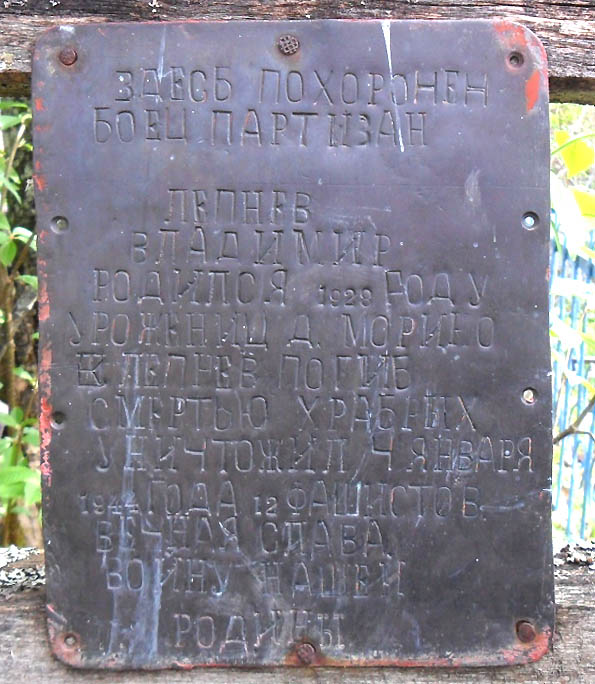 ЗДЕСЬ ПОХОРОНЕН
БОЕЦ ПАРТИЗАН
ЛЕПНЕВ
ВЛАДИМИР
РОДИЛСЯ 1928 ГОДУ
УРОЖЕНИЦ Д. МОРИНО
К ЛЕПНЕВ ПОГИБ
СМЕРТЬЮ ХРАБРЫХ
УНИЧТОЖИЛ 4 ЯНВАРЯ
1944 ГОДА 12 ФАШИСТОВ.
ВЕЧНАЯ СЛАВА
ВОИНУ НАШЕЙ
РОДИНЫ